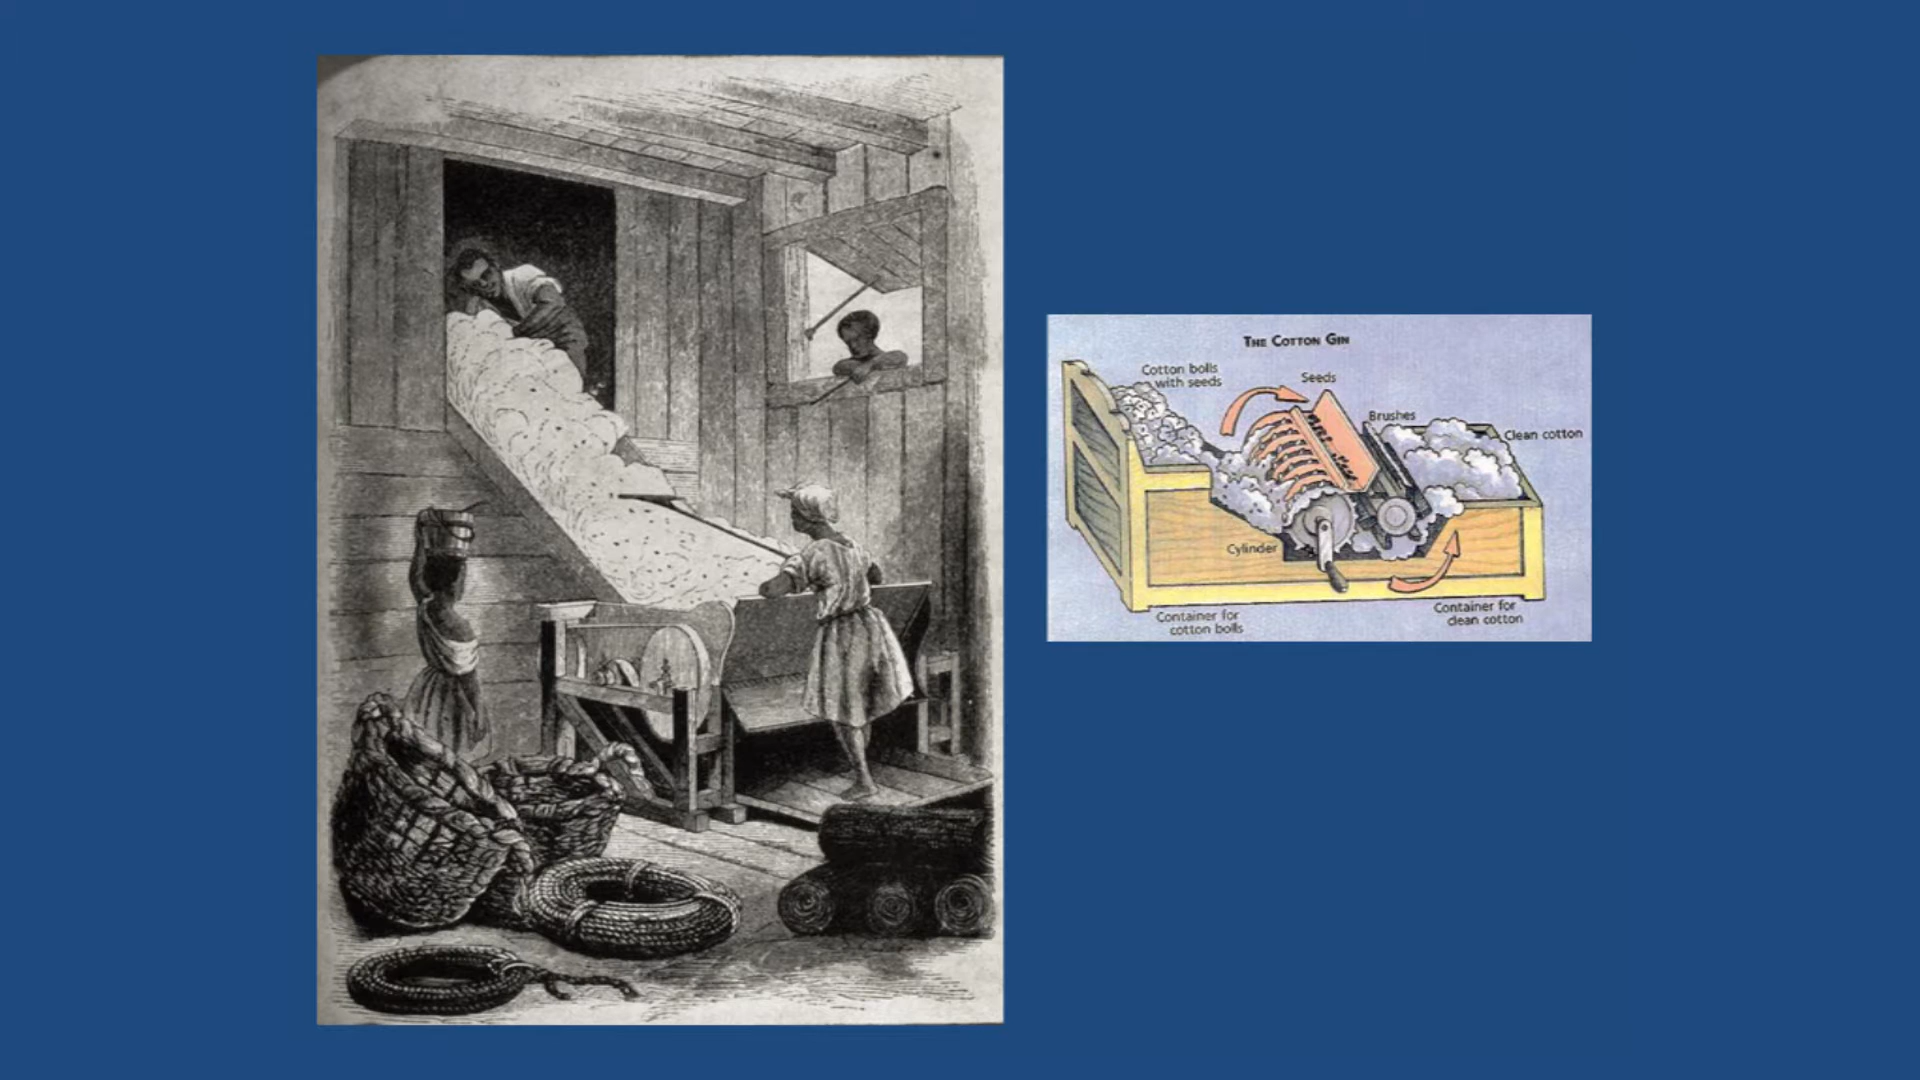 THE COTTON GIN
Cotton bolls
with seeds
Seeds
Brushes
Clean cotton
Cylinder
Container for
cotton bolls
Container for
clean cotton